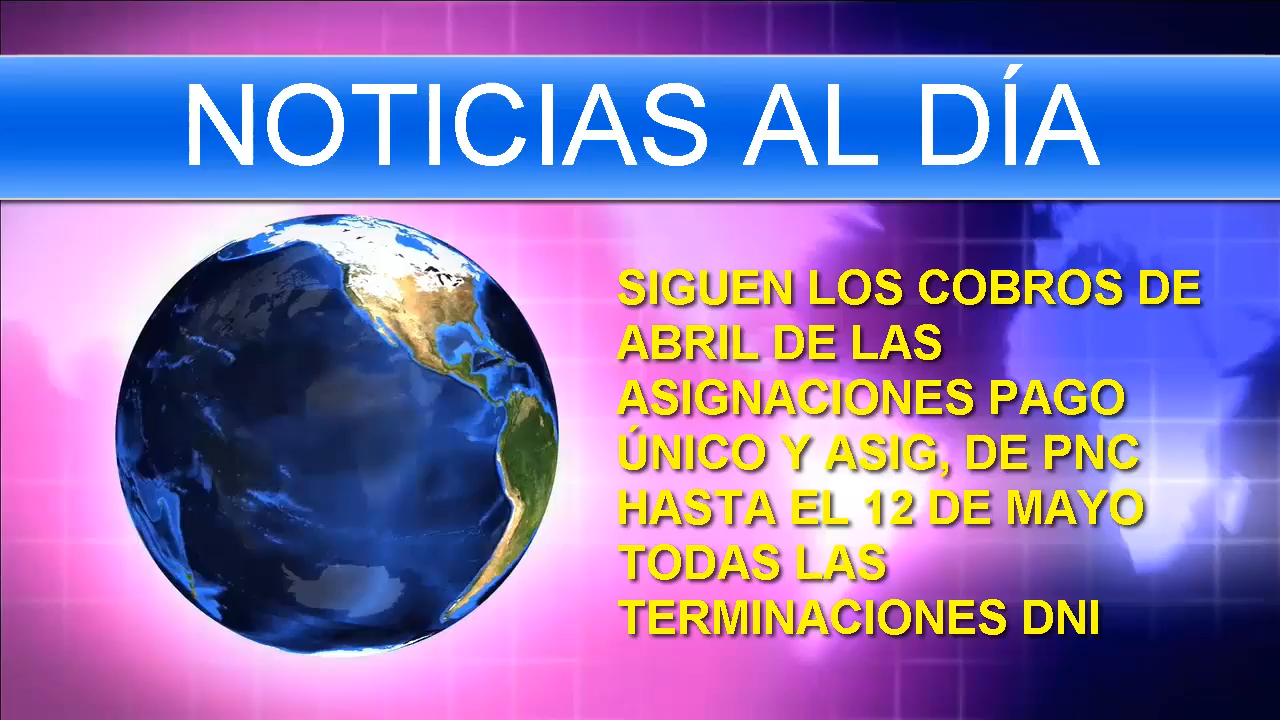 NOTICIAS AL DÍA
SIGUEN LOS COBROS DE
ABRIL DE LAS
ASIGNACIONES PAGO
ÚNICO Y ASIG, DE PNC
HASTA EL 12 DE MAYO
TODAS LAS
TERMINACIONES DNI